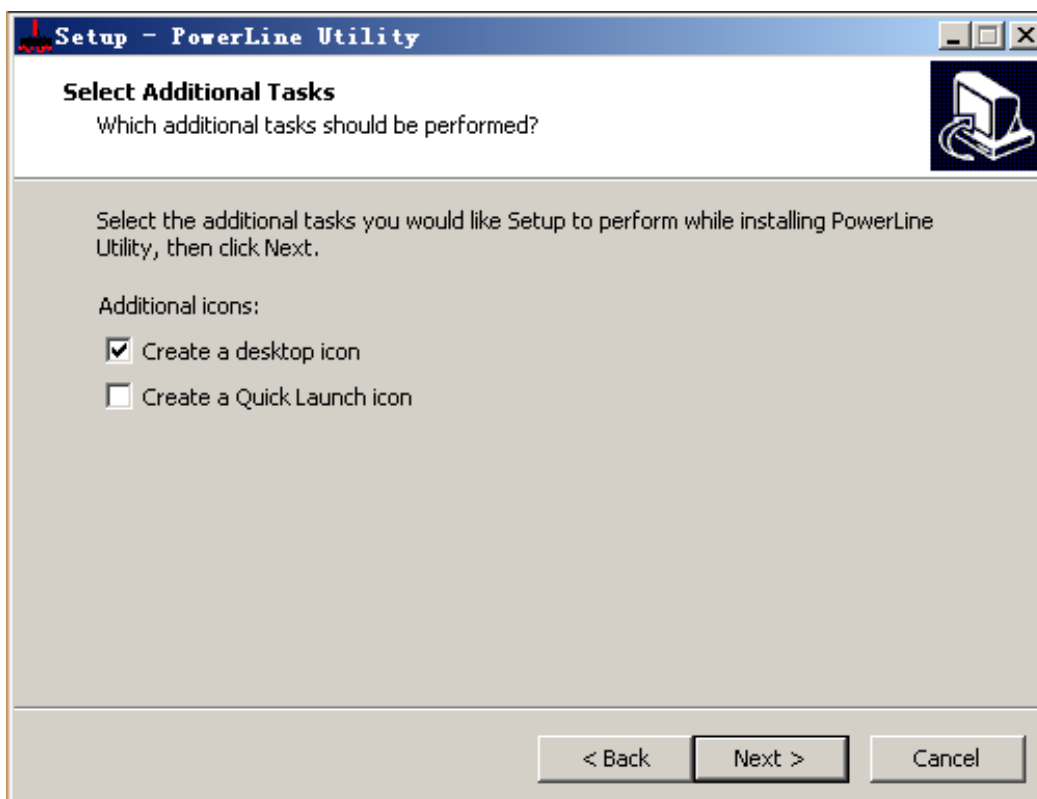 Setup - PowerLine Utility
Select Additional Tasks
Which additional tasks should be performed?
Select the additional tasks you would like Setup to perform while installing PowerLine
Utility, then click Next.
Additional icons:
Create a desktop icon
Create a Quick Launch icon
< Back Next > Cancel